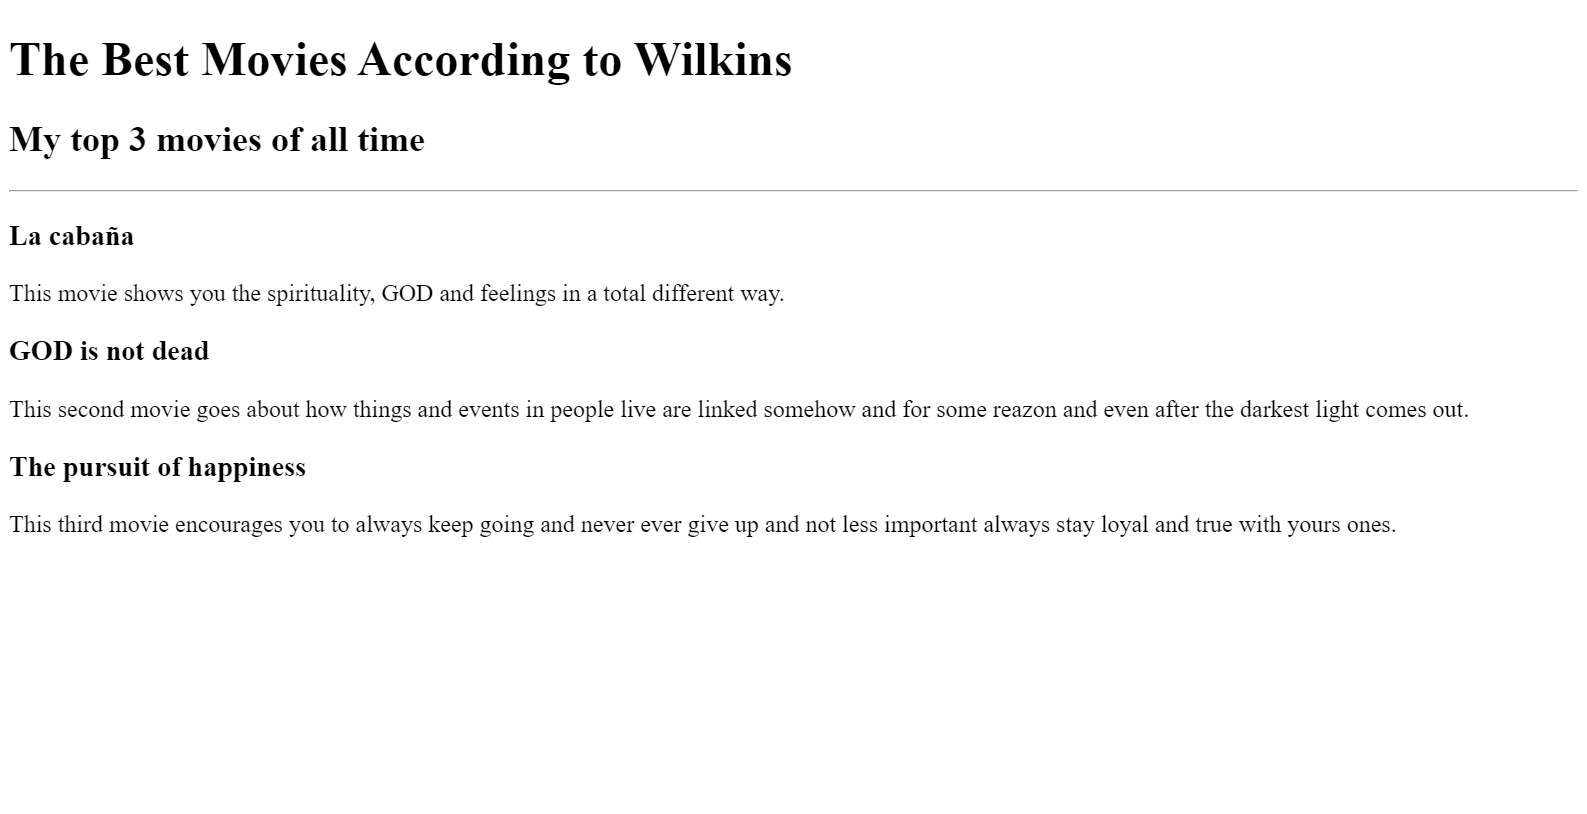 The Best Movies According to Wilkins
My top 3 movies of all time
La cabaña
This movie shows you the spirituality, GOD and feelings in a total different way.
GOD is not dead
This second movie goes about how things and events in people live are linked somehow and for some reazon and even after the darkest light comes out.
The pursuit of happiness
This third movie encourages you to always keep going and never ever give up and not less important always stay loyal and true with yours ones.